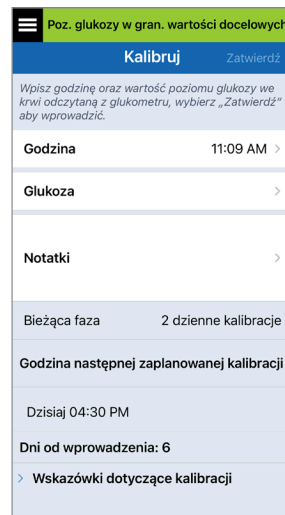 Poz. glukozy w gran. wartości docelowych
Kalibruj Zatwierdź
Wpisz godzinę oraz wartość poziomu glukozy we
krwi odczytaną z glukometru, wybierz „Zatwierdź”
aby wprowadzić.
Godzina 11:09 AM
Glukoza
Notatki
Bieżąca faza 2 dzienne kalibracje
Godzina następnej zaplanowanej kalibracji
Dzisiaj 04:30 PM
Dni od wprowadzenia: 6
Wskazówki dotyczące kalibracji